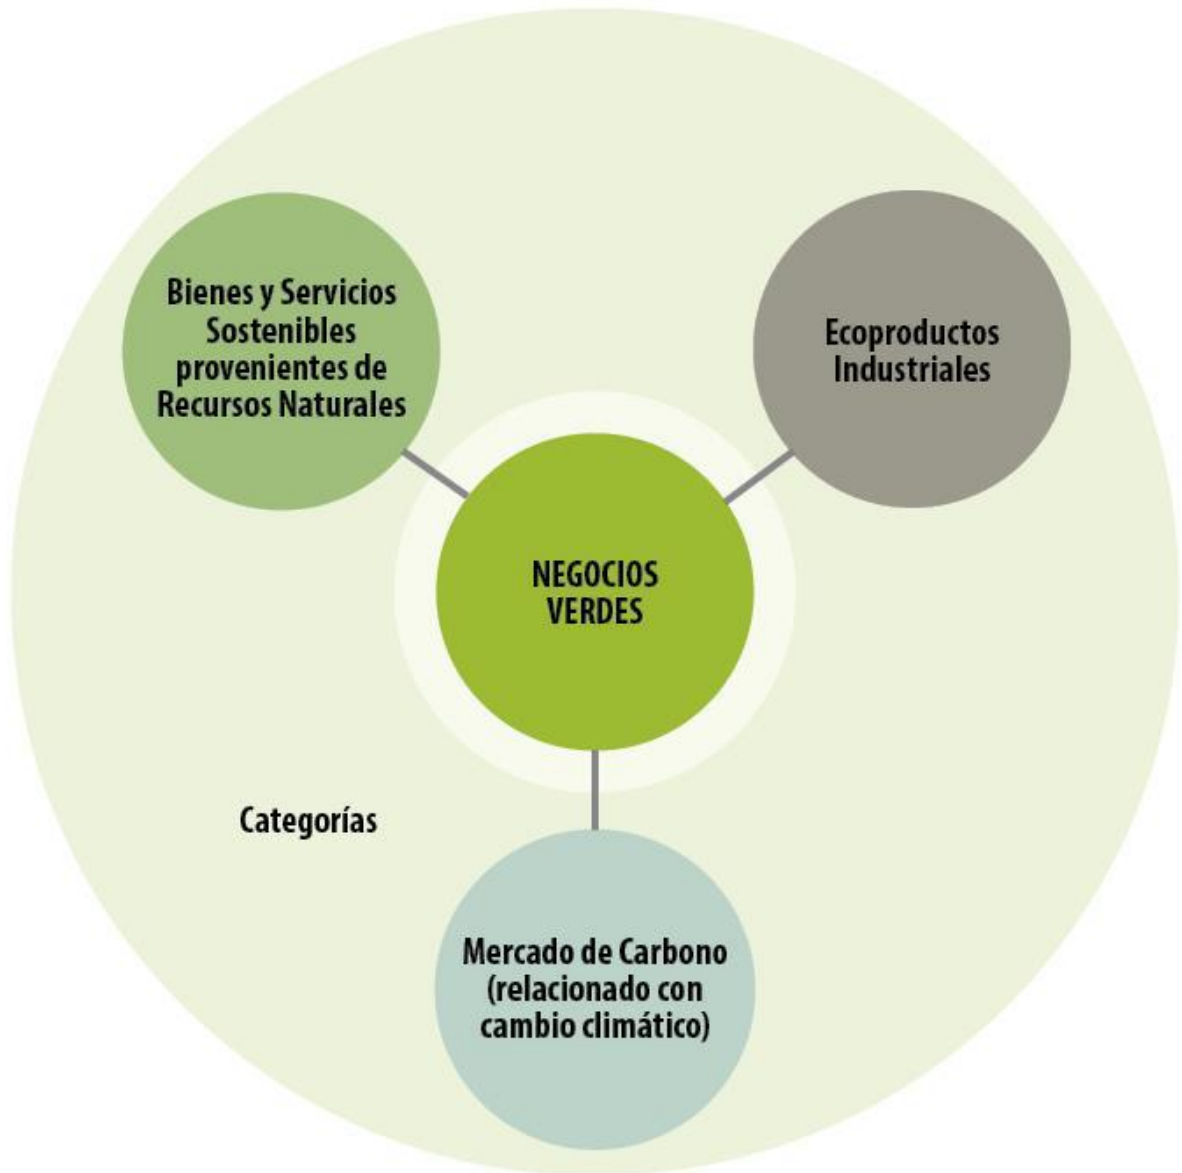 Bienes y Servicios
Sostenibles
provenientes de
Recursos Naturales
Ecoproductos
Industriales
NEGOCIOS
VERDES
Categorías
Mercado de Carbono
(relacionado con
cambio climático)